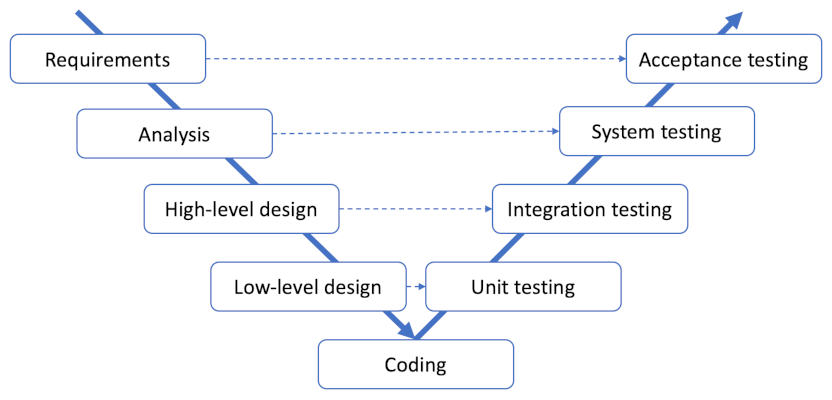 Requirements
Acceptance testing
Analysis
System testing
High-level design
Integration testing
Low-level design
Unit testing
Coding